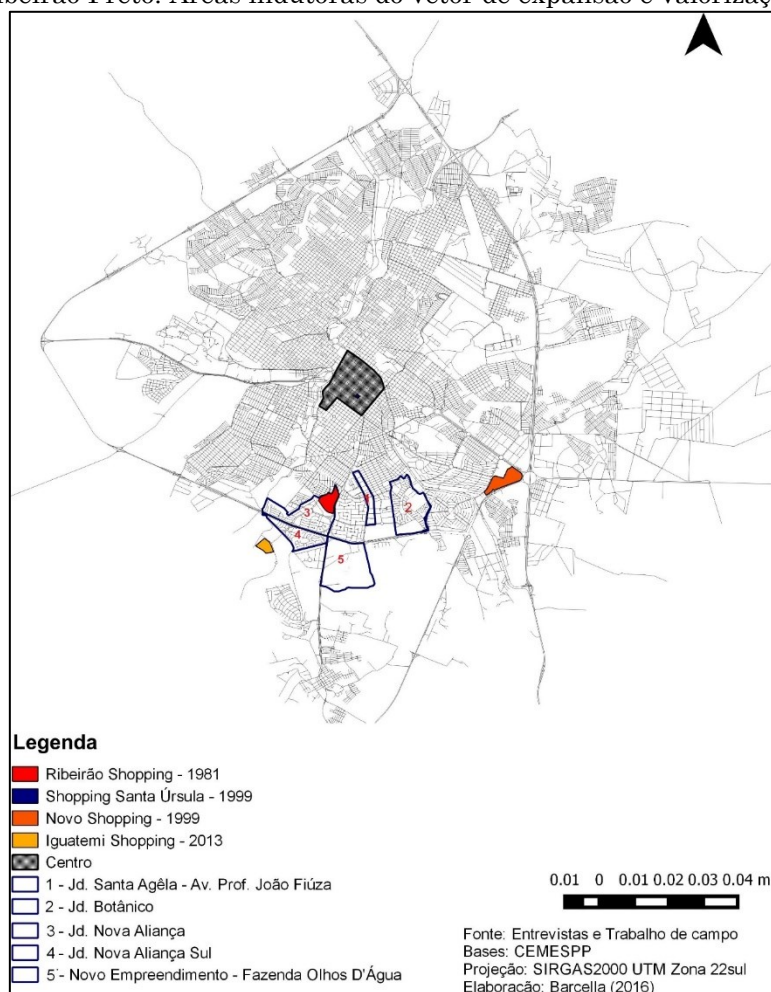 beirão Preto: Áreas indutoras do vetor de expansão e valorizaç
1
2
3
4
5
Legenda
Ribeirão Shopping - 1981
Shopping Santa Úrsula - 1999
Novo Shopping - 1999
Iguatemi Shopping - 2013
Centro
1 - Jd. Santa Agêla - Av. Prof. João Fiúza
2 - Jd. Botânico
3 - Jd. Nova Aliança
4 - Jd. Nova Aliança Sul
5 - Novo Empreendimento - Fazenda Olhos D'Água
0.01 0 0.01 0.02 0.03 0.04 m
Fonte: Entrevistas e Trabalho de campo
Bases: CEMESPP
Projeção: SIRGAS2000 UTM Zona 22sul
Elaboração: Barcella (2016)